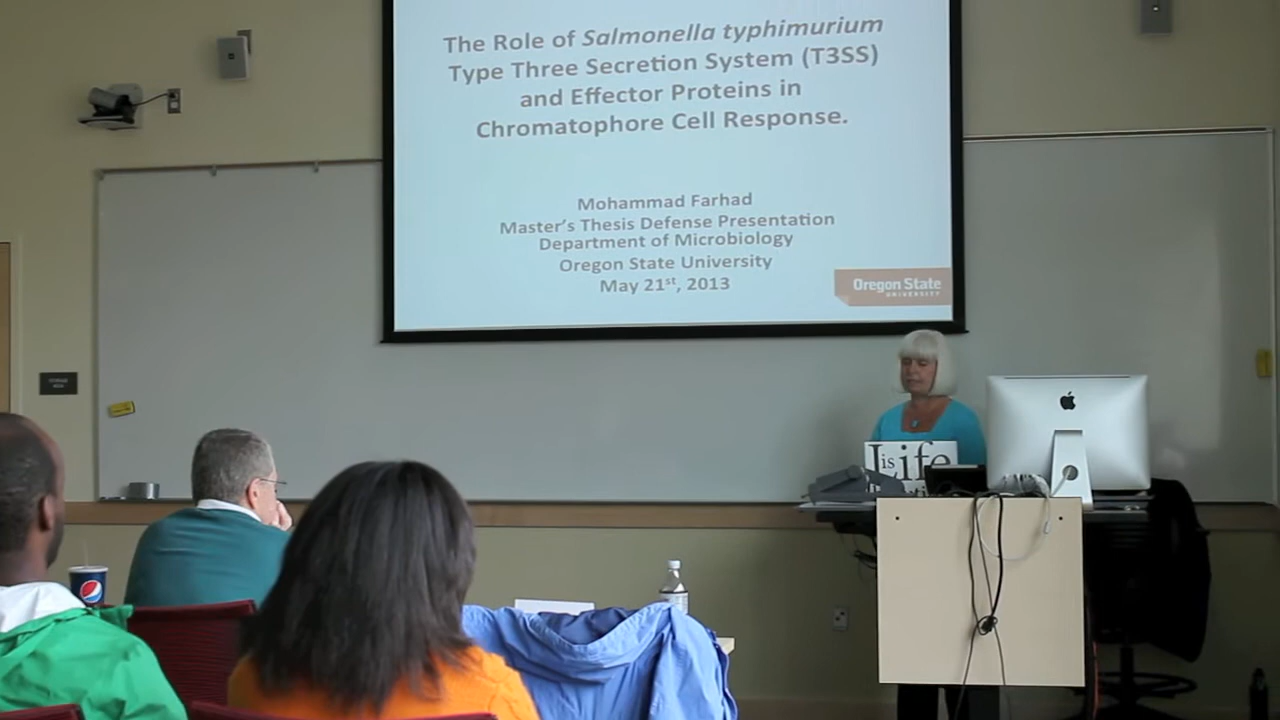 The Role of Salmonella typhimurium
Type Three Secretion System (T3SS)
and Effector Proteins in
Chromatophore Cell Response.
Mohammad Farhad
Master's Thesis Defense Presentation
Department of Microbiology
Oregon State University
May 21st, 2013
Oregon State
UNIVERSITY
is
Life